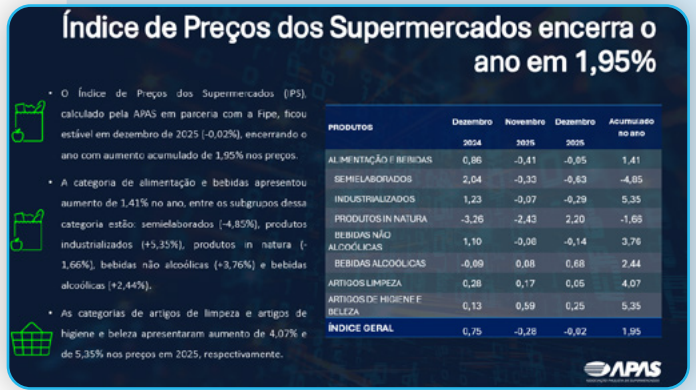 Índice de Preços dos Supermercados encerra o
ano em 1,95%
• O Índice de Preços dos Supermercados (IPS),
calculado pela APAS em parceria com a Fipe, ficou
estável em dezembro de 2025 (-0,02%), encerrando o
ano com aumento acumulado de 1,95% nos preços.
• A categoria de alimentação e bebidas apresentou
aumento de 1,41% no ano, entre os subgrupos dessa
categoria estão: semielaborados (-4,85%), produtos
industrializados (+5,35%), produtos in natura (-
1,66%), bebidas não alcoólicas (+3,76%) e bebidas
alcoólicas (+2,44%).
• As categorias de artigos de limpeza e artigos de
higiene e beleza apresentaram aumento de 4,07% e
de 5,35% nos preços em 2025, respectivamente.
PRODUTOS Dezembro 2024 Novembro 2025 Dezembro 2025 Acumulado no ano
ALIMENTAÇÃO E BEBIDAS 0,86 -0,41 -0,05 1,41
SEMIELABORADOS 2,04 -0,33 -0,63 -4,85
INDUSTRIALIZADOS 1,23 -0,07 -0,29 5,35
PRODUTOS IN NATURA -3,26 -2,43 2,20 -1,66
BEBIDAS NÃO
ALCOÓLICAS 1,10 -0,08 -0,14 3,76
BEBIDAS ALCOÓLICAS -0,09 0,08 0,68 2,44
ARTIGOS LIMPEZA 0,28 0,17 0,05 4,07
ARTIGOS DE HIGIENE E
BELEZA 0,13 0,59 0,25 5,35
ÍNDICE GERAL 0,75 -0,28 -0,02 1,95
APAS
ASSOCIAÇÃO PAULISTA DE SUPERMERCADOS